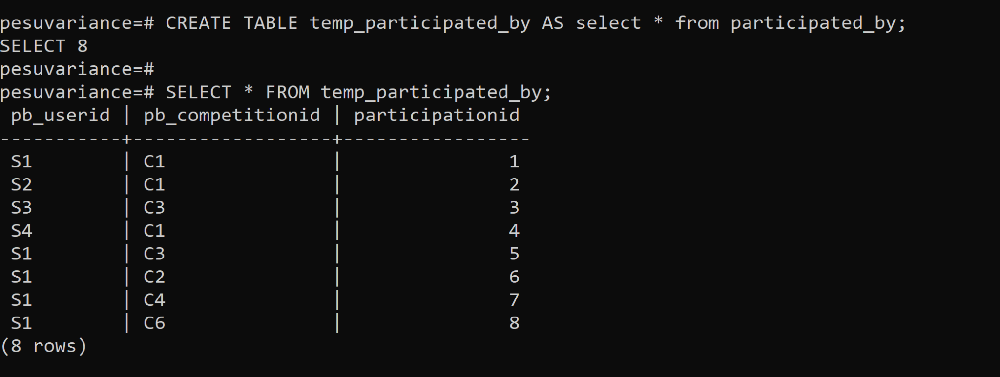 pesuvariance=# CREATE TABLE temp_participated_by AS select * from participated_by;
SELECT 8
pesuvariance=#
pesuvariance=# SELECT * FROM temp_participated_by;
 pb_userid | pb_competitionid | participationid
-----------+------------------+-----------------
 S1        | C1               |               1
 S2        | C1               |               2
 S3        | C3               |               3
 S4        | C1               |               4
 S1        | C3               |               5
 S1        | C2               |               6
 S1        | C4               |               7
 S1        | C6               |               8
(8 rows)